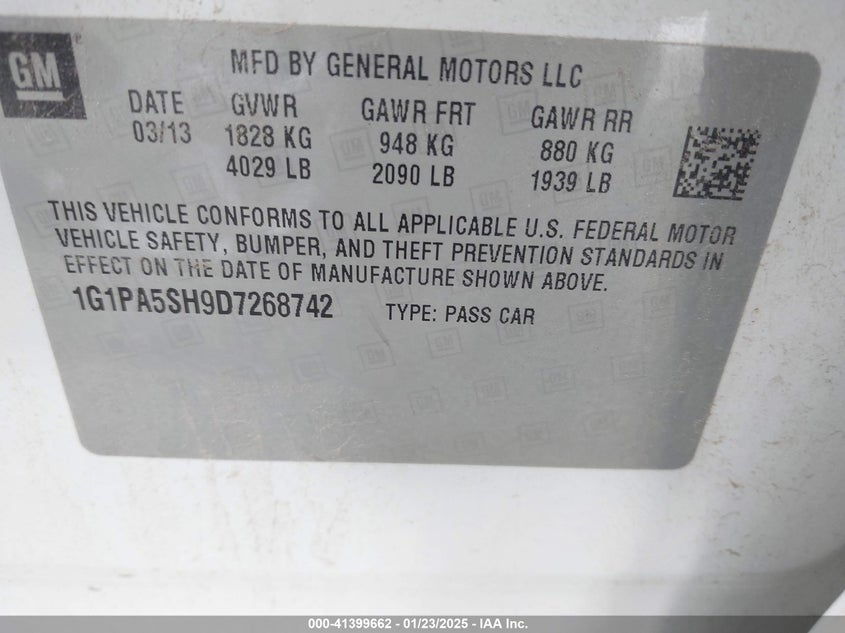 GM
MFD BY GENERAL MOTORS LLC
DATE GVWR GAWR FRT GAWR RR
03/13 1828 KG 948 KG 880 KG
4029 LB 2090 LB 1939 LB
THIS VEHICLE CONFORMS TO ALL APPLICABLE U.S. FEDERAL MOTOR
VEHICLE SAFETY, BUMPER, AND THEFT PREVENTION STANDARDS IN
EFFECT ON THE DATE OF MANUFACTURE SHOWN ABOVE.
1G1PA5SH9D7268742 TYPE: PASS CAR
000-41399662 - 01/23/2025 - IAA Inc.